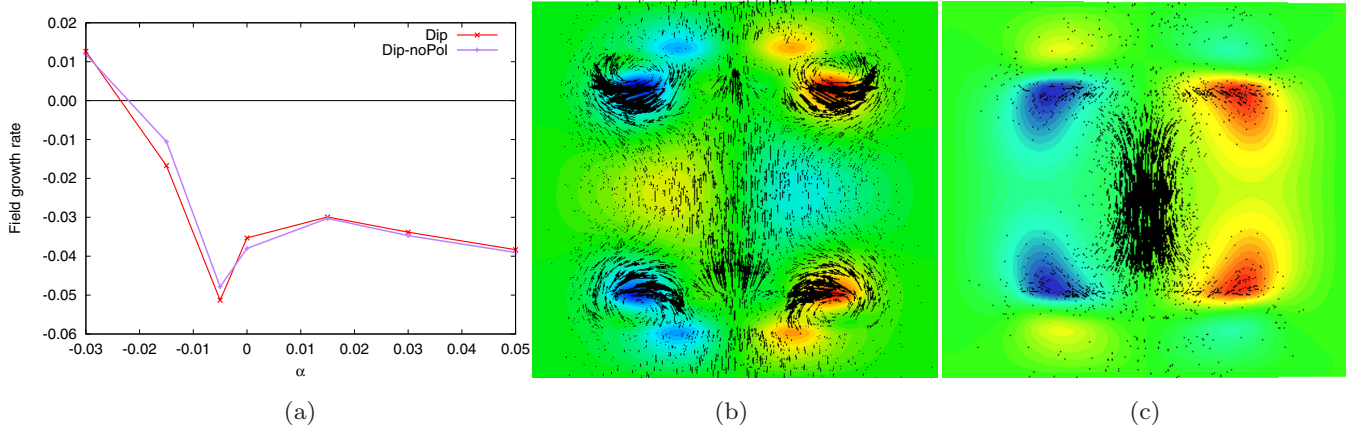 0.02
0.01
0.00
-0.01
-0.02
-0.03
-0.04
-0.05
-0.06
Field growth rate
Dip
Dip-noPol
-0.03 -0.02 -0.01 0 0.01 0.02 0.03 0.04 0.05
α
(a) (b) (c)